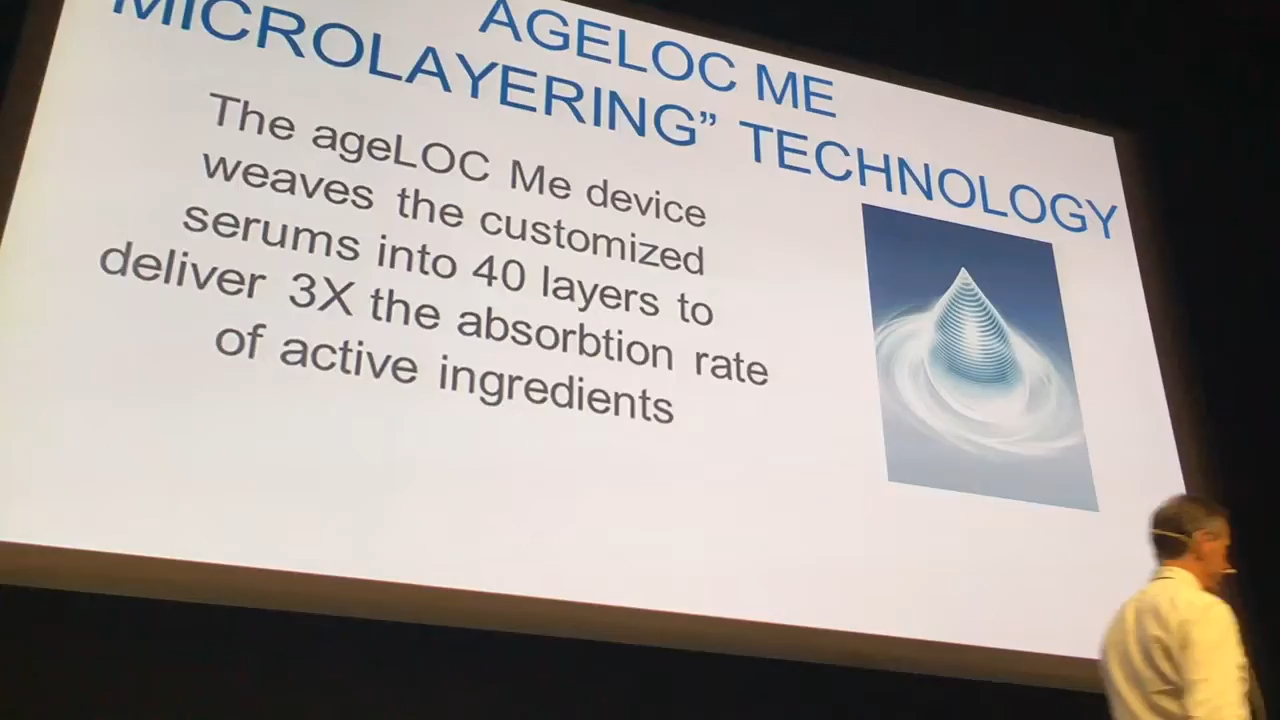 AGELOC ME
MICROLAYERING” TECHNOLOGY
The ageLOC Me device
weaves the customized
serums into 40 layers to
deliver 3X the absorbtion rate
of active ingredients